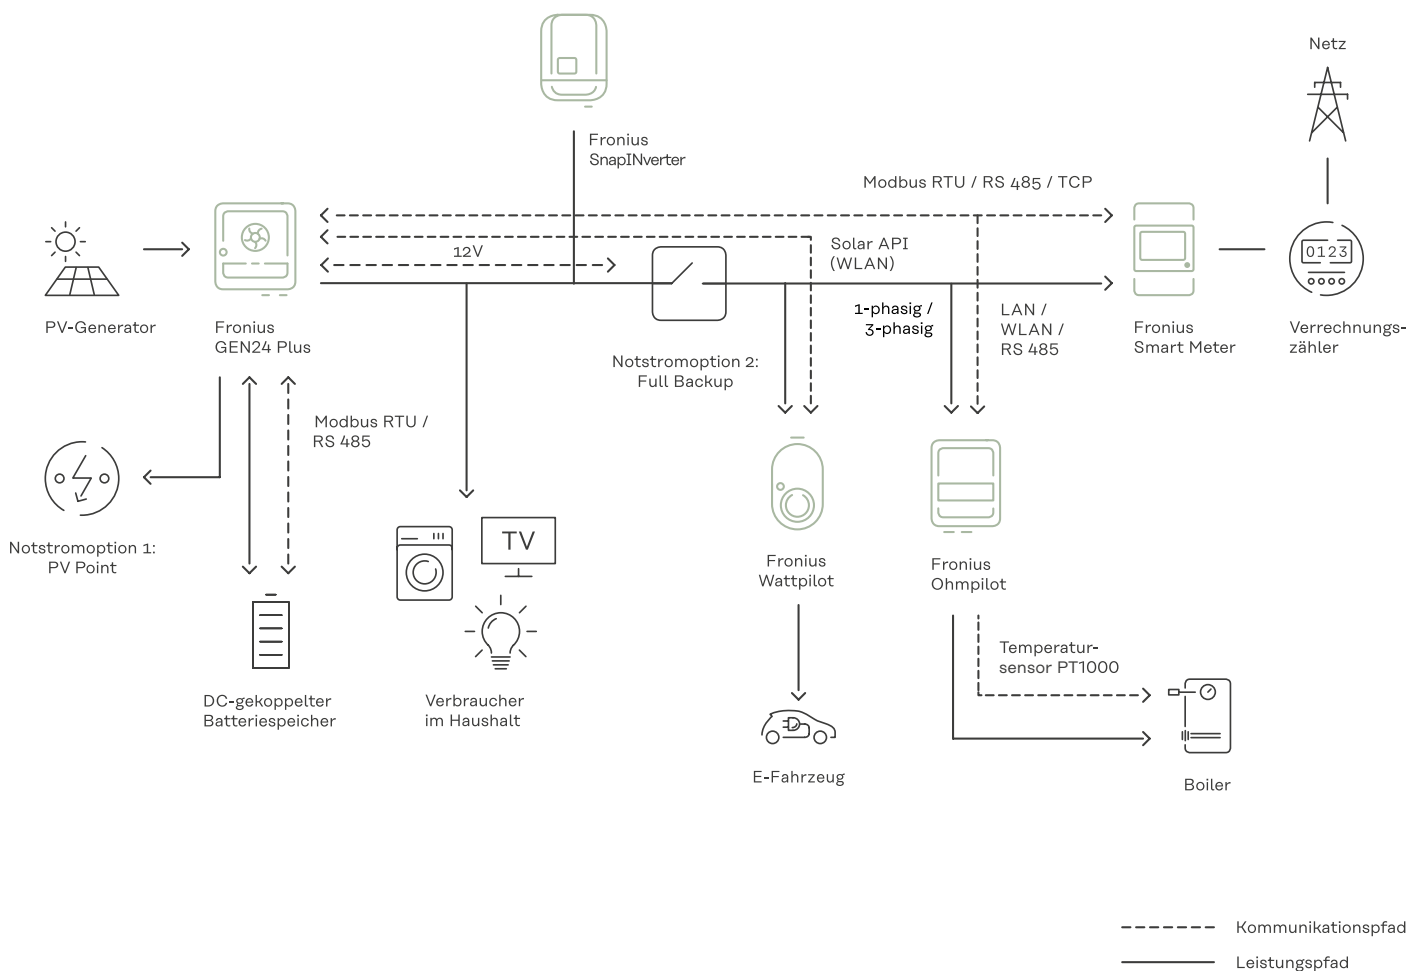 Netz
Fronius
SnapINverter
Modbus RTU / RS 485 / TCP
Solar API
(WLAN)
12V
0123
1-phasig /
3-phasig
LAN /
WLAN /
RS 485
PV-Generator
Fronius
GEN24 Plus
Fronius
Smart Meter
Verrechnungs-
zähler
Notstromoption 2:
Full Backup
Modbus RTU /
RS 485
Notstromoption 1:
PV Point
TV
Fronius
Wattpilot
Fronius
Ohmpilot
Temperatur-
sensor PT1000
DC-gekoppelter
Batteriespeicher
Verbraucher
im Haushalt
E-Fahrzeug
Boiler
Kommunikationspfad
Leistungspfad